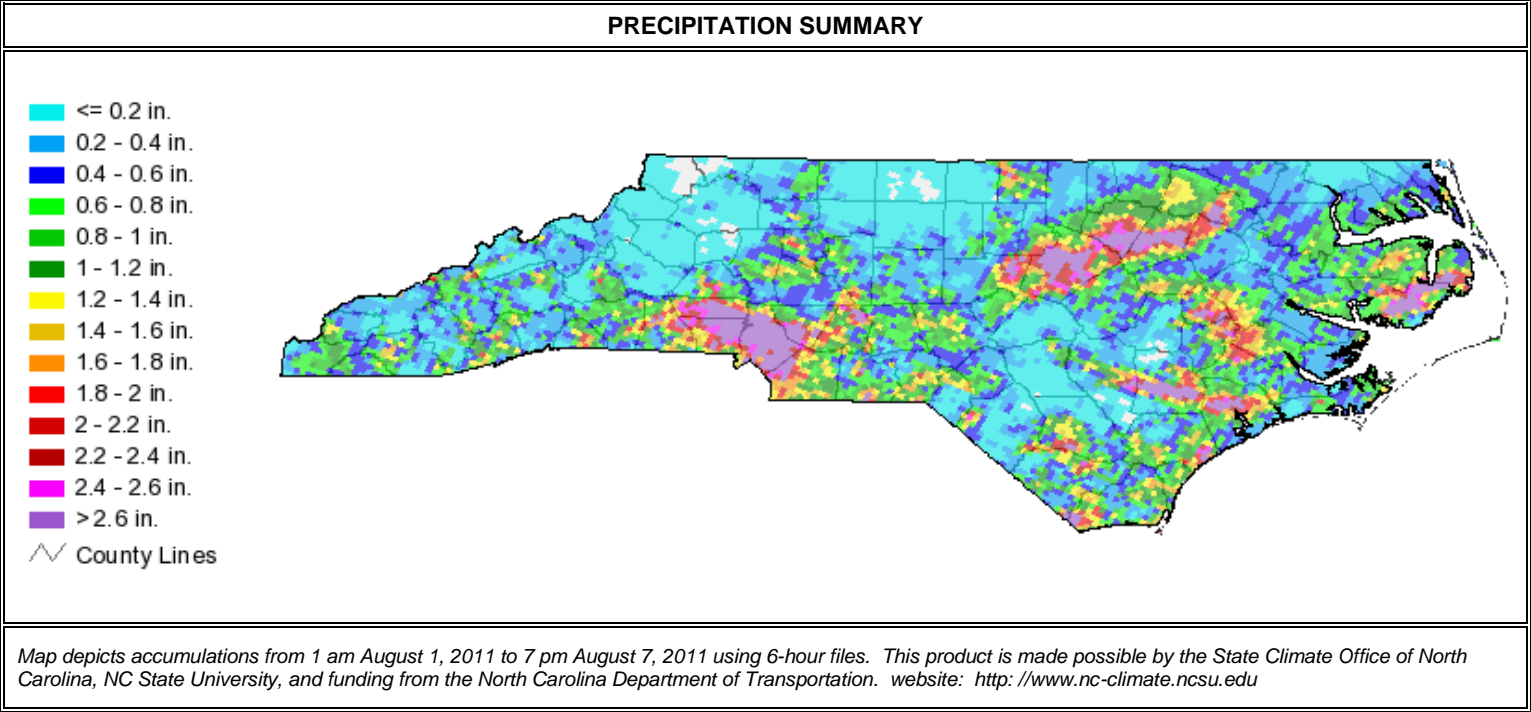 PRECIPITATION SUMMARY
<= 0.2 in.
0.2 - 0.4 in.
0.4 - 0.6 in.
0.6 - 0.8 in.
0.8 - 1 in.
1 - 1.2 in.
1.2 - 1.4 in.
1.4 - 1.6 in.
1.6 - 1.8 in.
1.8 - 2 in.
2 - 2.2 in.
2.2 - 2.4 in.
2.4 - 2.6 in.
> 2.6 in.
County Lines
Map depicts accumulations from 1 am August 1, 2011 to 7 pm August 7, 2011 using 6-hour files.  This product is made possible by the State Climate Office of North
Carolina, NC State University, and funding from the North Carolina Department of Transportation.  website:  http: //www.nc-climate.ncsu.edu